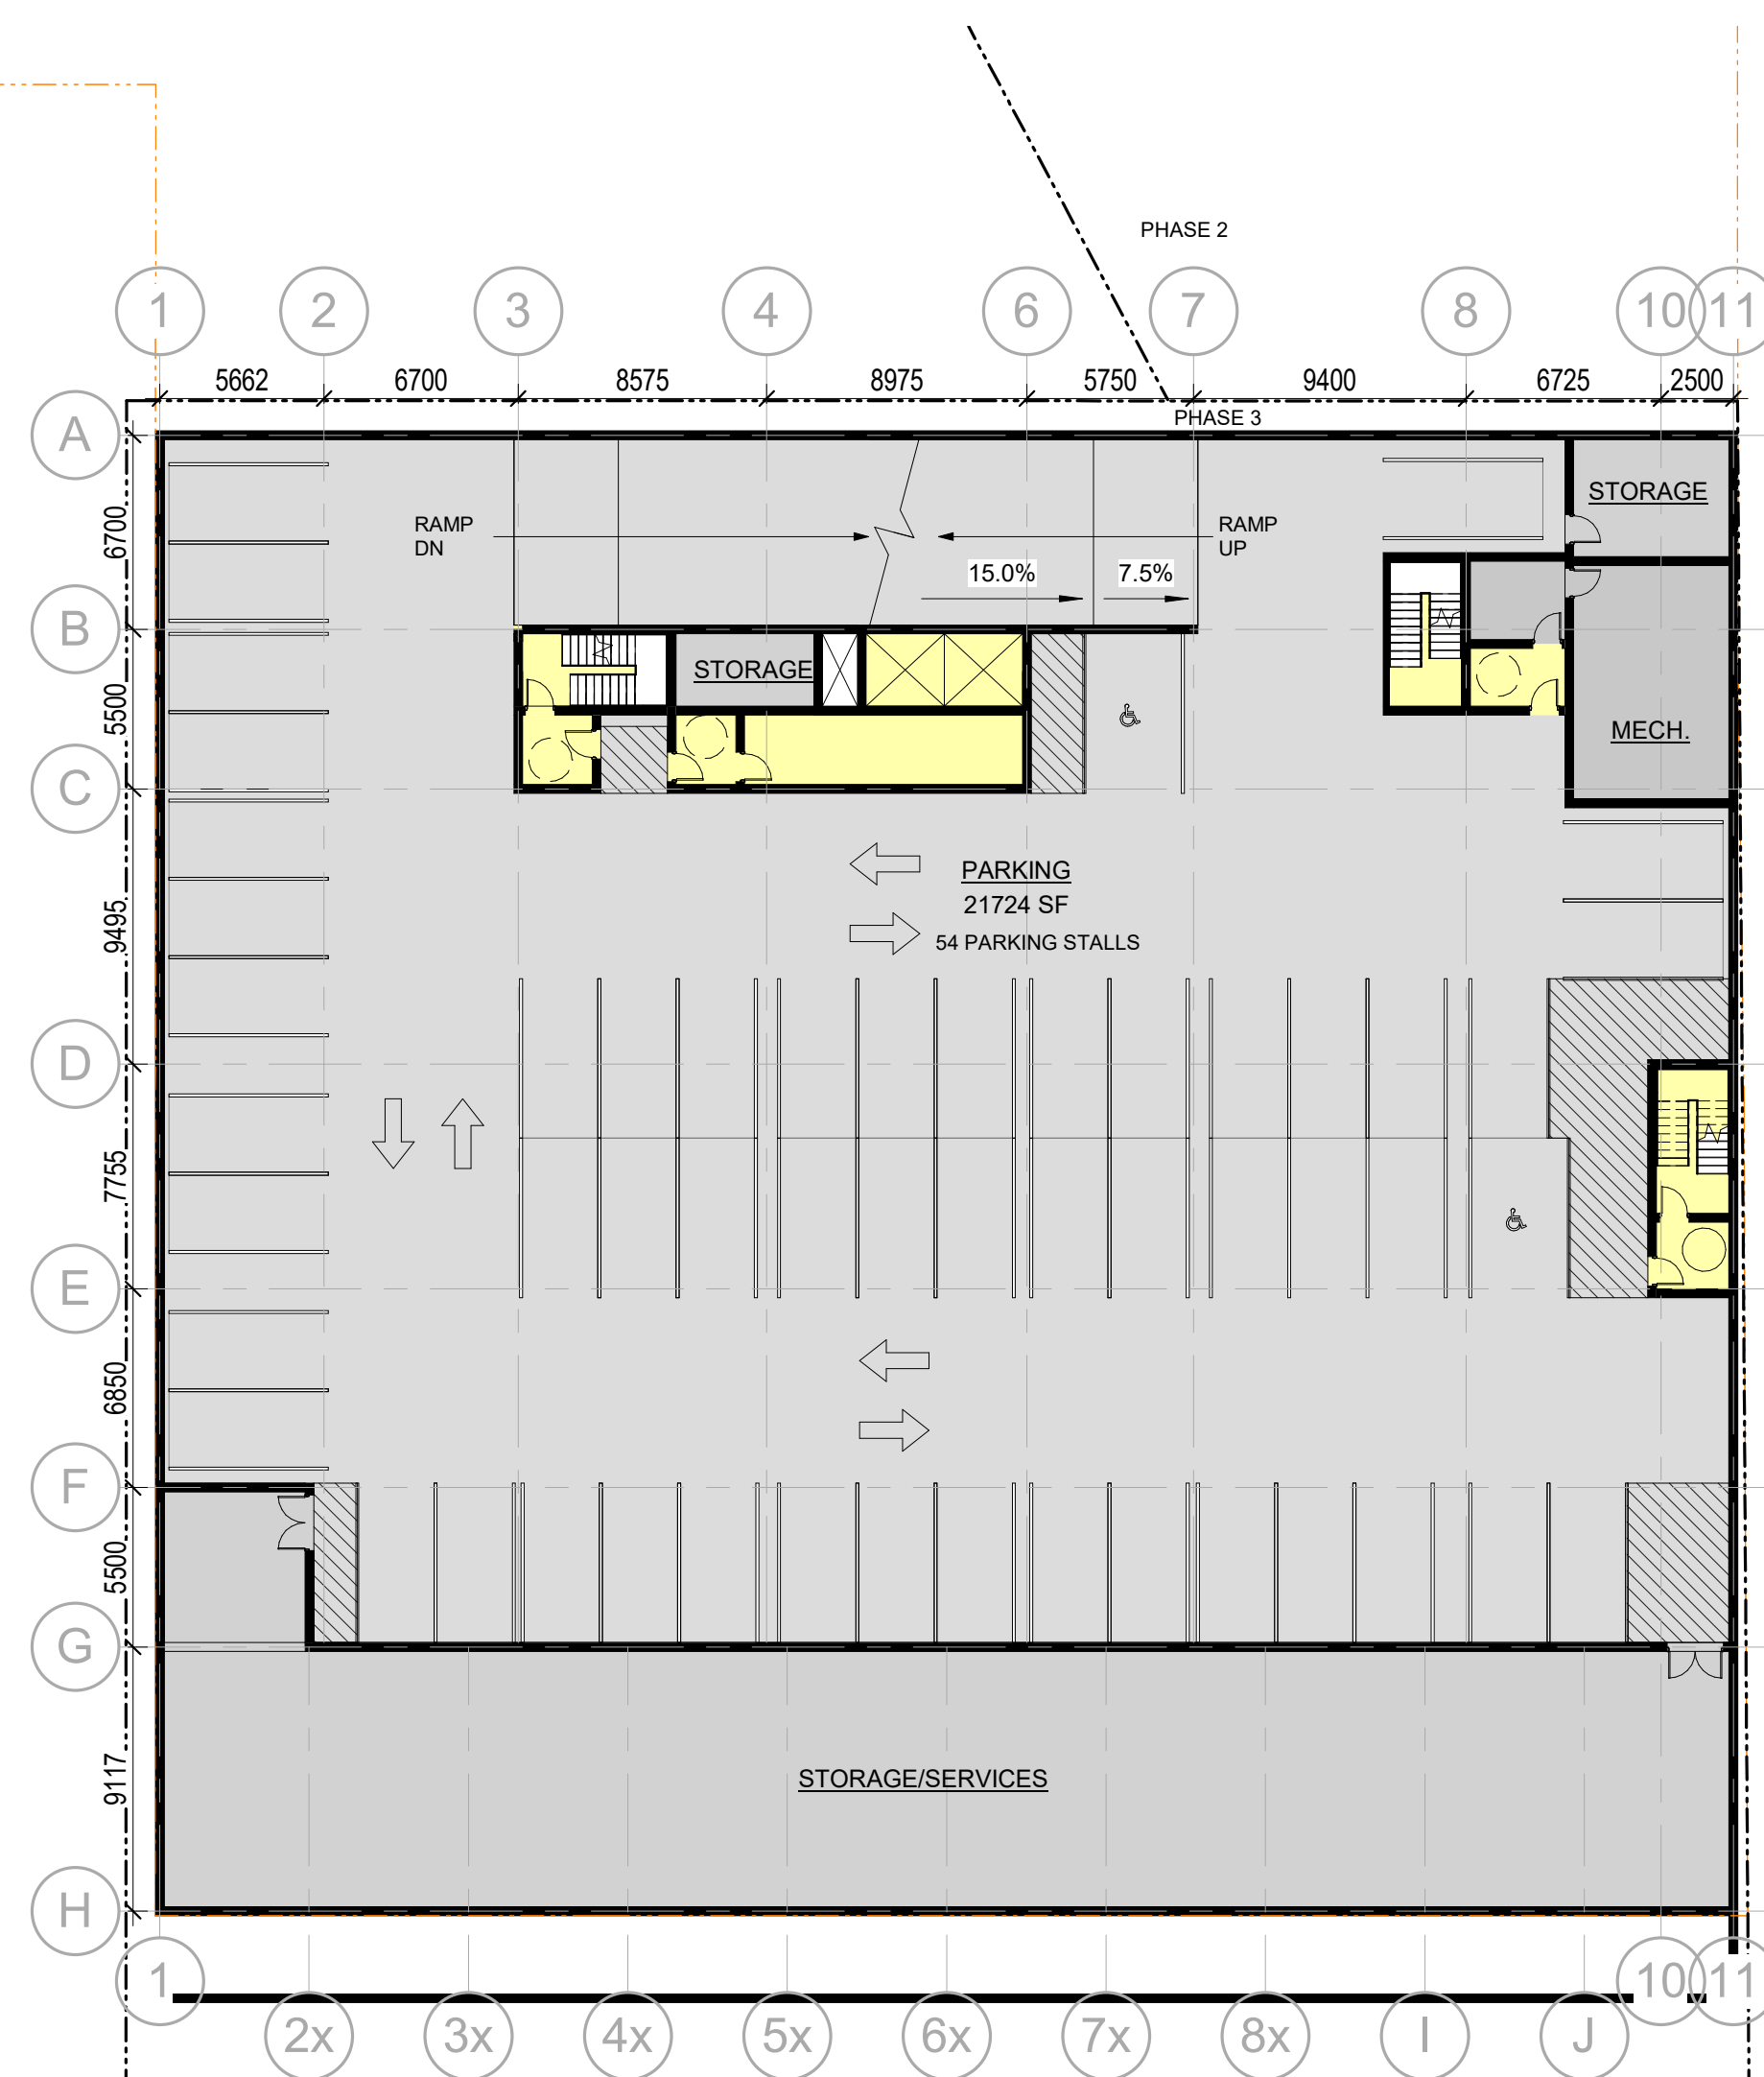 PHASE 2
1 2 3 4 6 7 8 10 11
5662 6700 8575 8975 5750 9400 6725 2500
PHASE 3
A
6700
STORAGE
RAMP
DN
RAMP
UP
15.0%
7.5%
B
5500
STORAGE
MECH.
C
9495
PARKING
21724 SF
54 PARKING STALLS
D
7755
E
6850
F
5500
G
9117
STORAGE/SERVICES
H
1 10 11
2x 3x 4x 5x 6x 7x 8x I J